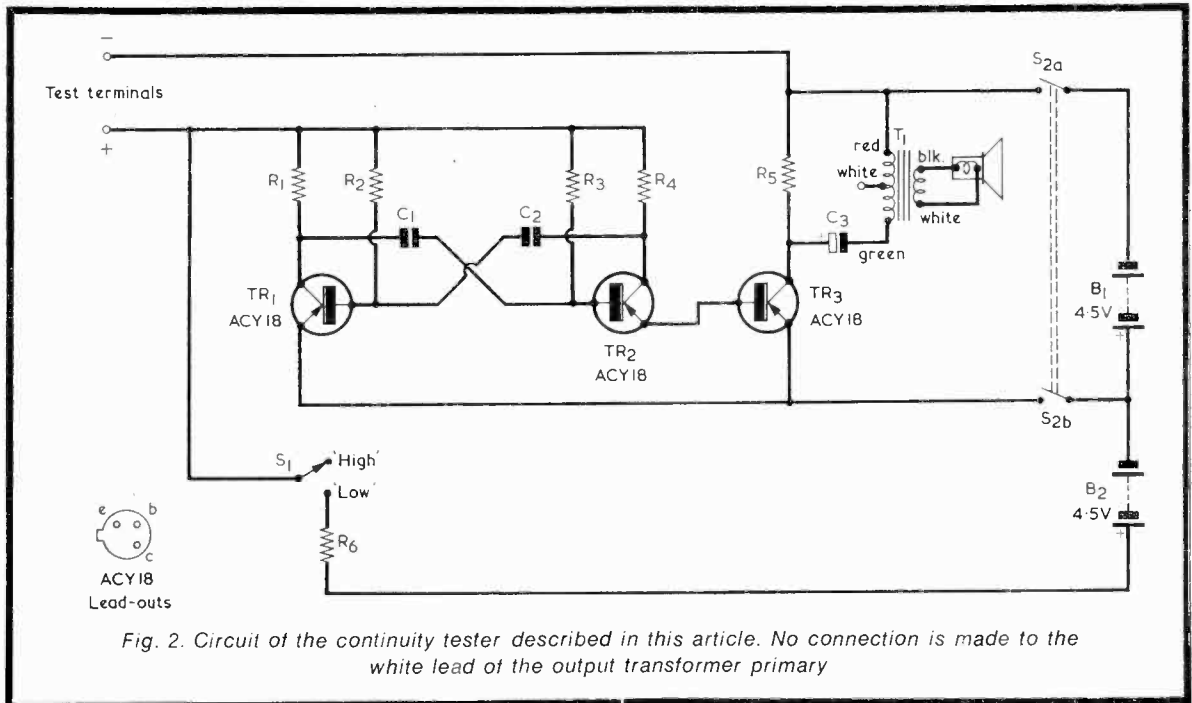 −
Test terminals
+
R1
R2
R3
R4
R5
C1
C2
C3
red
white
green
T1
blk.
white
S2a
S2b
B1
4·5V
+
B2
4·5V
+
TR1
ACY18
TR2
ACY18
TR3
ACY18
+
S1
'High'
'Low'
R6
e b
c
ACY18
Lead-outs
Fig. 2. Circuit of the continuity tester described in this article. No connection is made to the
white lead of the output transformer primary